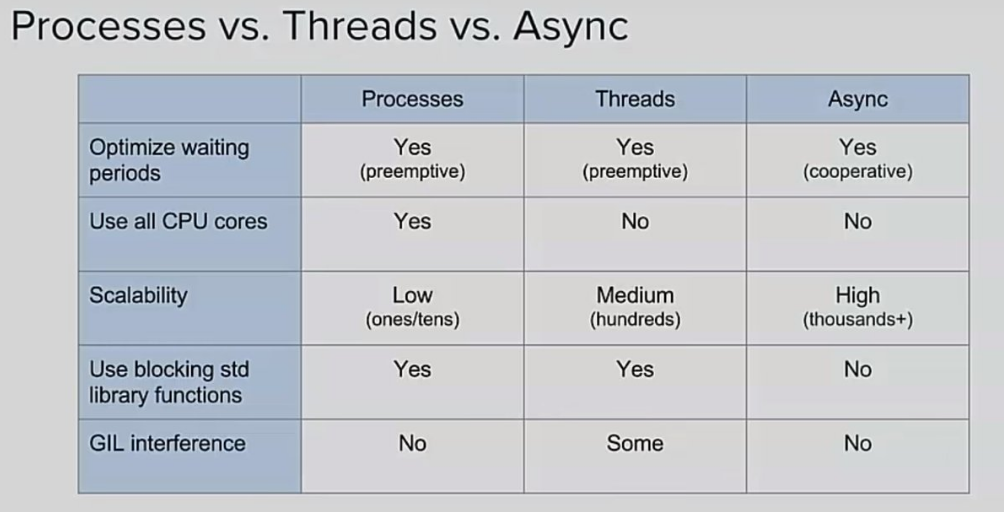 Processes vs. Threads vs. Async
Processes Threads Async
Optimize waiting
periods
Yes
(preemptive)
Yes
(preemptive)
Yes
(cooperative)
Use all CPU cores Yes No No
Scalability
Low
(ones/tens)
Medium
(hundreds)
High
(thousands+)
Use blocking std
library functions
Yes
Yes
No
GIL interference No Some No